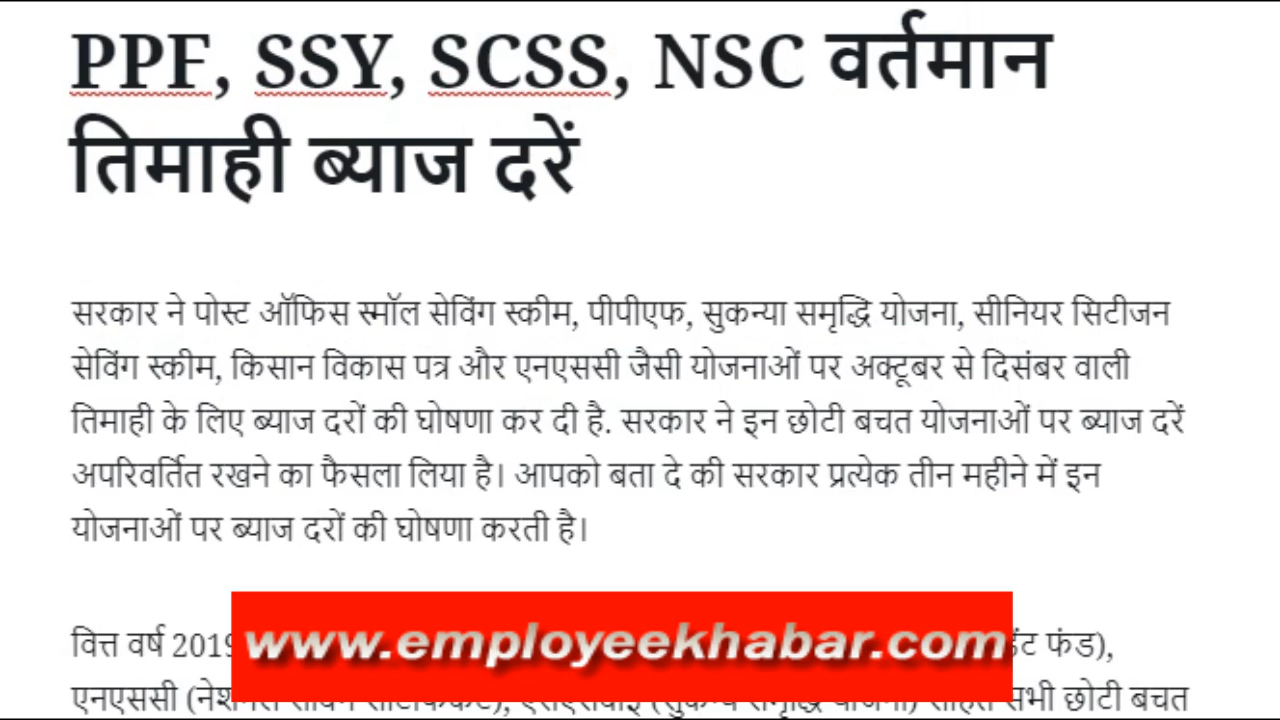 PPF, SSY, SCSS, NSC वर्तमान
तिमाही ब्याज दरें
सरकार ने पोस्ट ऑफिस स्मॉल सेविंग स्कीम, पीपीएफ, सुकन्या समृद्धि योजना, सीनियर सिटीजन
सेविंग स्कीम, किसान विकास पत्र और एनएससी जैसी योजनाओं पर अक्टूबर से दिसंबर वाली
तिमाही के लिए ब्याज दरों की घोषणा कर दी है. सरकार ने इन छोटी बचत योजनाओं पर ब्याज दरें
अपरिवर्तित रखने का फैसला लिया है। आपको बता दे की सरकार प्रत्येक तीन महीने में इन
योजनाओं पर ब्याज दरों की घोषणा करती है।
वित्त वर्ष 2019 फंड),
www.employeekhabar.com
एनएससी सभी छोटी बचत